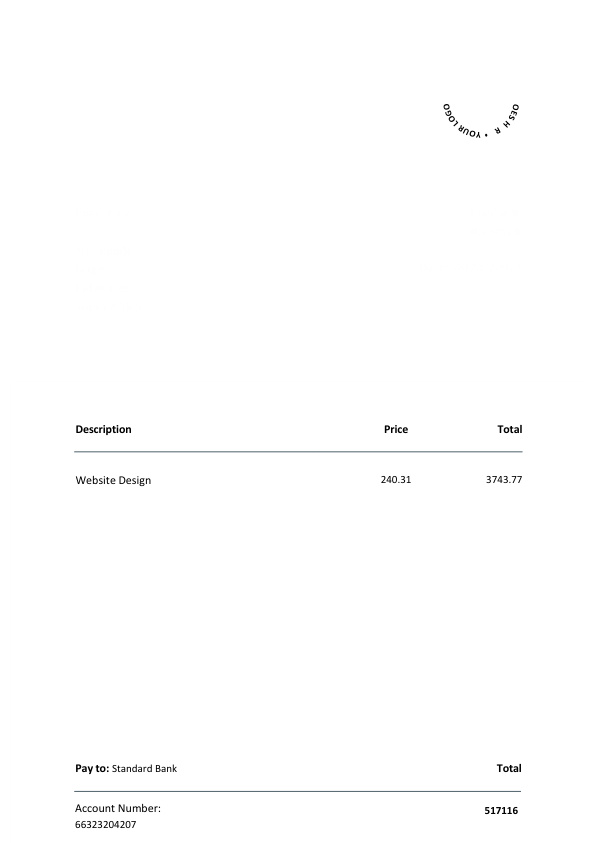 OES H R • YOUR LOGO
Description Price Total
Website Design 240.31 3743.77
Pay to: Standard Bank Total
Account Number: 517116
66323204207